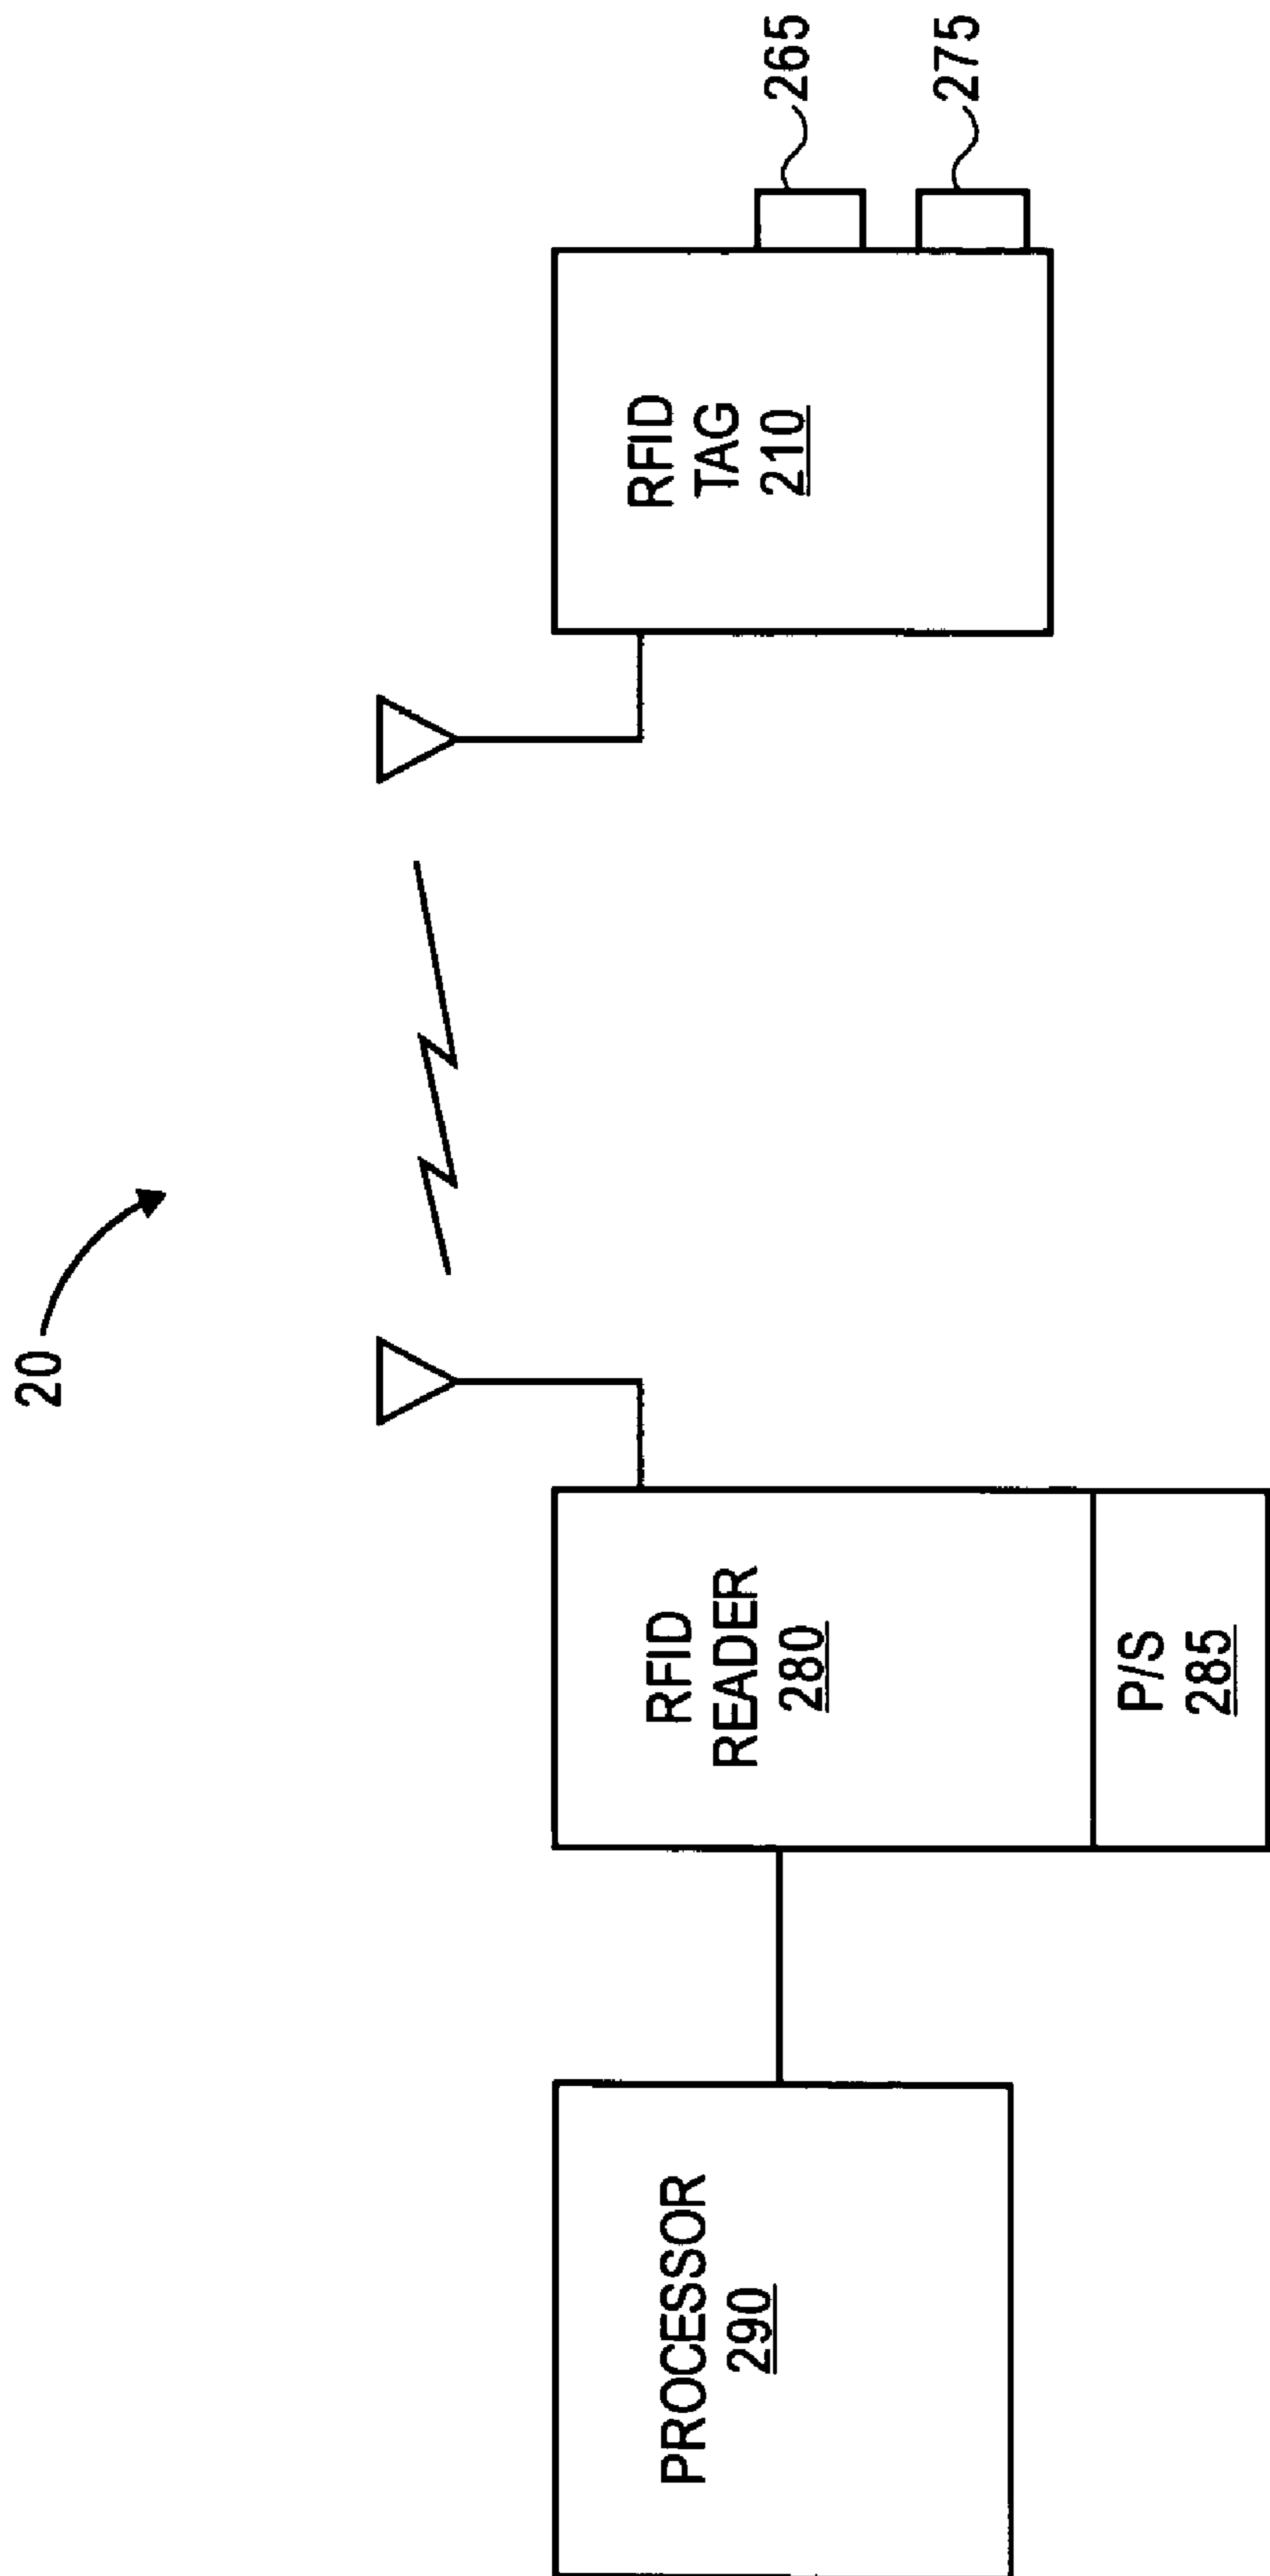 20
PROCESSOR
290
RFID
READER
280
P/S
285
RFID
TAG
210
265
275